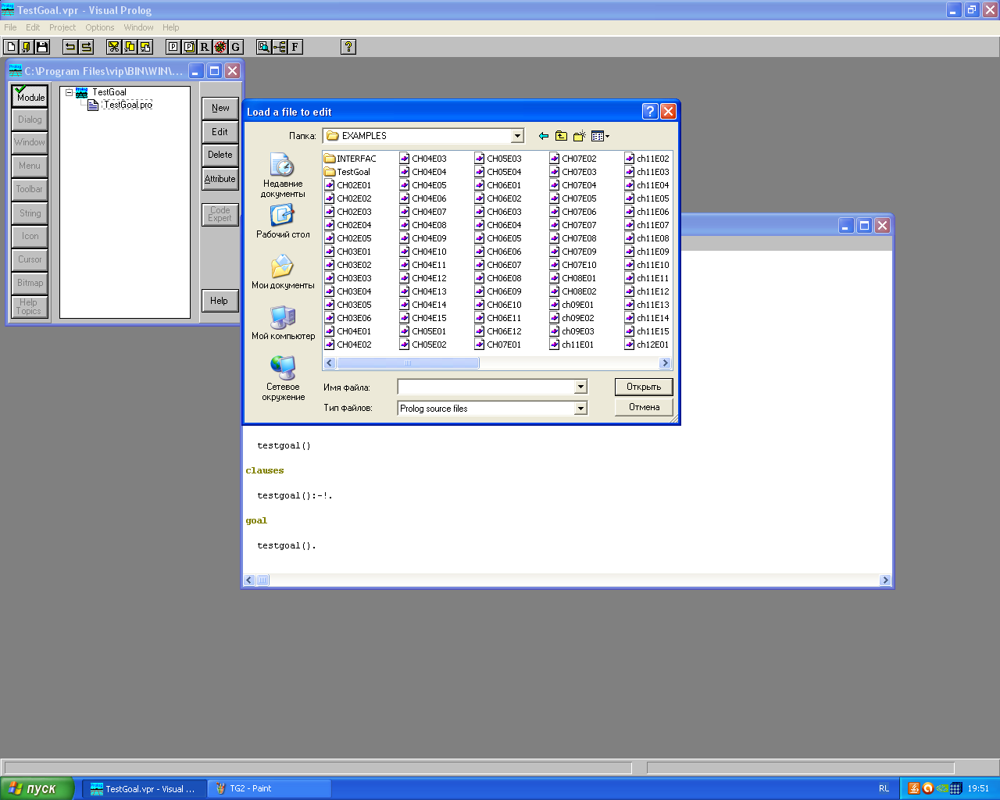 TestGoal.vpr - Visual Prolog
File Edit Project Options Window Help
P P R G F ?
C:\Program Files\vip\BIN\WIN\...
Module
Dialog
Window
Menu
Toolbar
String
Icon
Cursor
Bitmap
Help
Topics
TestGoal
TestGoal.pro
New
Edit
Delete
Attribute
Code
Expert
Help
Load a file to edit
Папка: EXAMPLES
Недавние
документы
Рабочий стол
Мои документы
Мой компьютер
Сетевое
окружение
INTERFAC CH04E03 CH05E03 CH07E02 ch11E02
TestGoal CH04E04 CH05E04 CH07E03 ch11E03
CH02E01 CH04E05 CH06E01 CH07E04 ch11E04
CH02E02 CH04E06 CH06E02 CH07E05 ch11E05
CH02E03 CH04E07 CH06E03 CH07E06 ch11E06
CH02E04 CH04E08 CH06E04 CH07E07 ch11E07
CH02E05 CH04E09 CH06E05 CH07E08 ch11E08
CH03E01 CH04E10 CH06E06 CH07E09 ch11E09
CH03E02 CH04E11 CH06E07 CH07E10 ch11E10
CH03E03 CH04E12 CH06E08 CH08E01 ch11E11
CH03E04 CH04E13 CH06E09 CH08E02 ch11E12
CH03E05 CH04E14 CH06E10 ch09E01 ch11E13
CH03E06 CH04E15 CH06E11 ch09E02 ch11E14
CH04E01 CH05E01 CH06E12 ch09E03 ch11E15
CH04E02 CH05E02 CH07E01 ch11E01 ch12E01
Имя файла: Открыть
Тип файлов: Prolog source files Отмена
testgoal()
clauses
testgoal():-!.
goal
testgoal().
пуск TestGoal.vpr - Visual ... TG2 - Paint RL 19:51